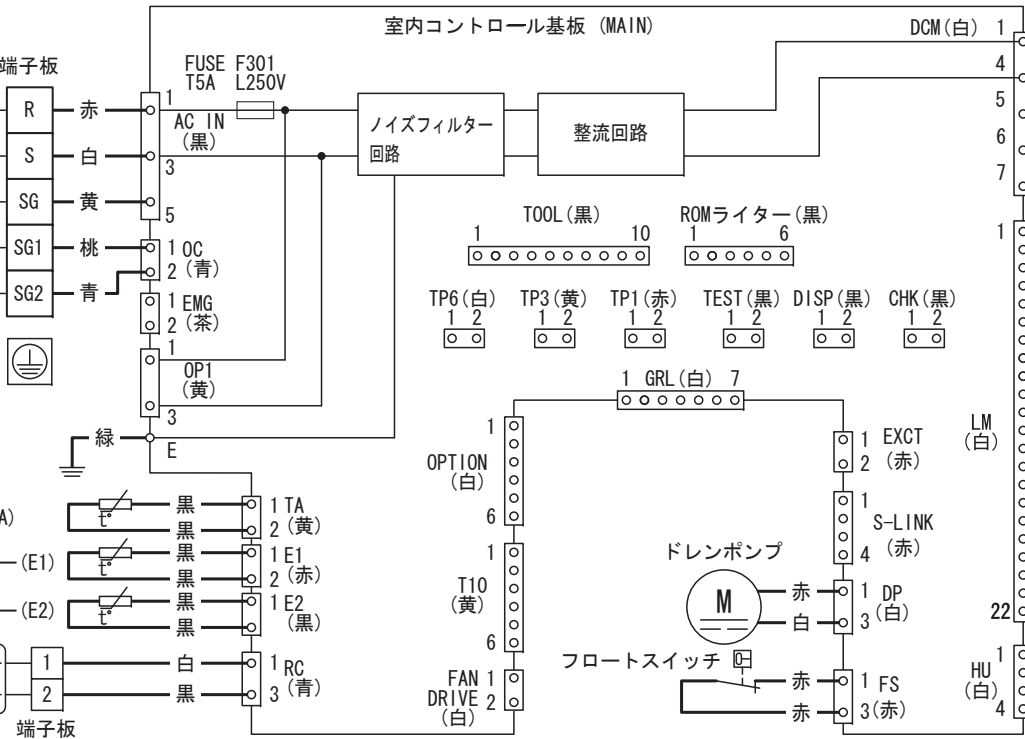 室内コントロール基板 (MAIN)
DCM(白) 1
4
5
6
7
端子板
R 赤
S 白
SG 黄
SG1 桃
SG2 青
FUSE F301
T5A L250V
1
AC IN
(黒)
3
5
1 OC
2 (青)
1 EMG
2 (茶)
1
OP1
(黄)
3
緑
E
ノイズフィルター
回路
整流回路
TOOL(黒)
1 10
ROMライター(黒)
1 6
TP6(白)
1 2
TP3(黄)
1 2
TP1(赤)
1 2
TEST(黒)
1 2
DISP(黒)
1 2
CHK(黒)
1 2
1 GRL(白) 7
1
OPTION
(白)
6
1
T10
(黄)
6
FAN 1
DRIVE 2
(白)
1 EXCT
2 (赤)
1
S-LINK
(赤)
4
ドレンポンプ
M
赤 1 DP
(白)
白 3
フロートスイッチ
赤 1 FS
赤 3(赤)
1
LM
(白)
22
1
HU
(白)
4
A)
t°
黒 1 TA
黒 2 (黄)
(E1)
t°
黒 1 E1
黒 2 (赤)
(E2)
t°
黒 1 E2
黒 (黒)
1 白 1 RC
2 黒 3 (青)
端子板